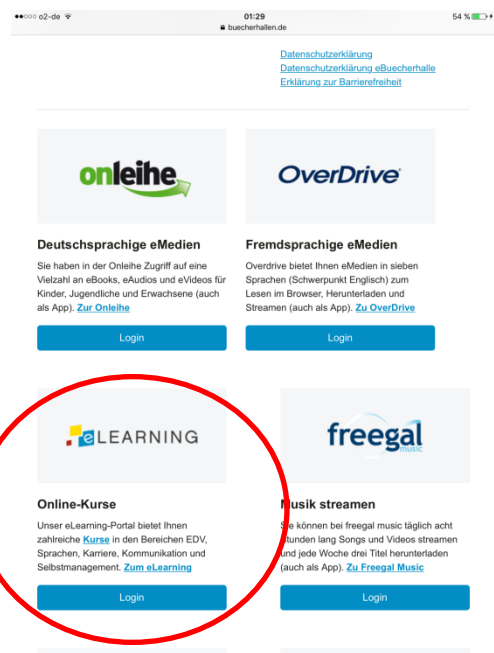 o2-de 01:29 54 %
buecherhallen.de
Datenschutzerklärung
Datenschutzerklärung eBuecherhalle
Erklärung zur Barrierefreiheit
onleihe
OverDrive
Deutschsprachige eMedien
Sie haben in der Onleihe Zugriff auf eine
Vielzahl an eBooks, eAudios und eVideos für
Kinder, Jugendliche und Erwachsene (auch
als App). Zur Onleihe
Login
Fremdsprachige eMedien
Overdrive bietet Ihnen eMedien in sieben
Sprachen (Schwerpunkt Englisch) zum
Lesen im Browser, Herunterladen und
Streamen (auch als App). Zu OverDrive
Login
eLEARNING
Online-Kurse
Unser eLearning-Portal bietet Ihnen
zahlreiche Kurse in den Bereichen EDV,
Sprachen, Karriere, Kommunikation und
Selbstmanagement. Zum eLearning
Login
freegal
music
Musik streamen
Sie können bei freegal music täglich acht
Stunden lang Songs und Videos streamen
und jede Woche drei Titel herunterladen
(auch als App). Zu Freegal Music
Login